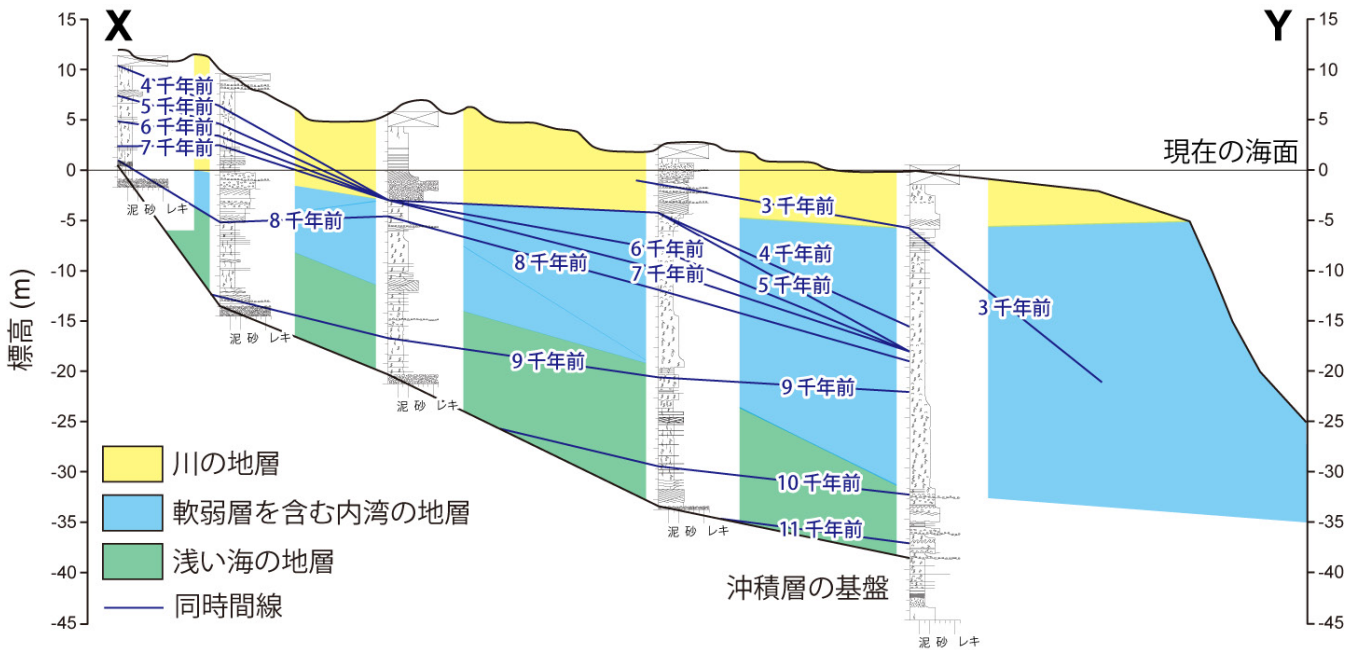 X
Y
15
10
5
0
-5
-10
-15
-20
-25
-30
-35
-40
-45
標高 (m)
15
10
5
0
-5
-10
-15
-20
-25
-30
-35
-40
-45
現在の海面
4 千年前
5 千年前
6 千年前
7 千年前
8 千年前
3 千年前
6 千年前
4 千年前
8 千年前
7 千年前
5 千年前
3 千年前
9 千年前
9 千年前
10 千年前
11 千年前
泥 砂 レキ
泥 砂 レキ
泥 砂 レキ
泥 砂 レキ
泥 砂 レキ
川の地層
軟弱層を含む内湾の地層
浅い海の地層
同時間線
沖積層の基盤